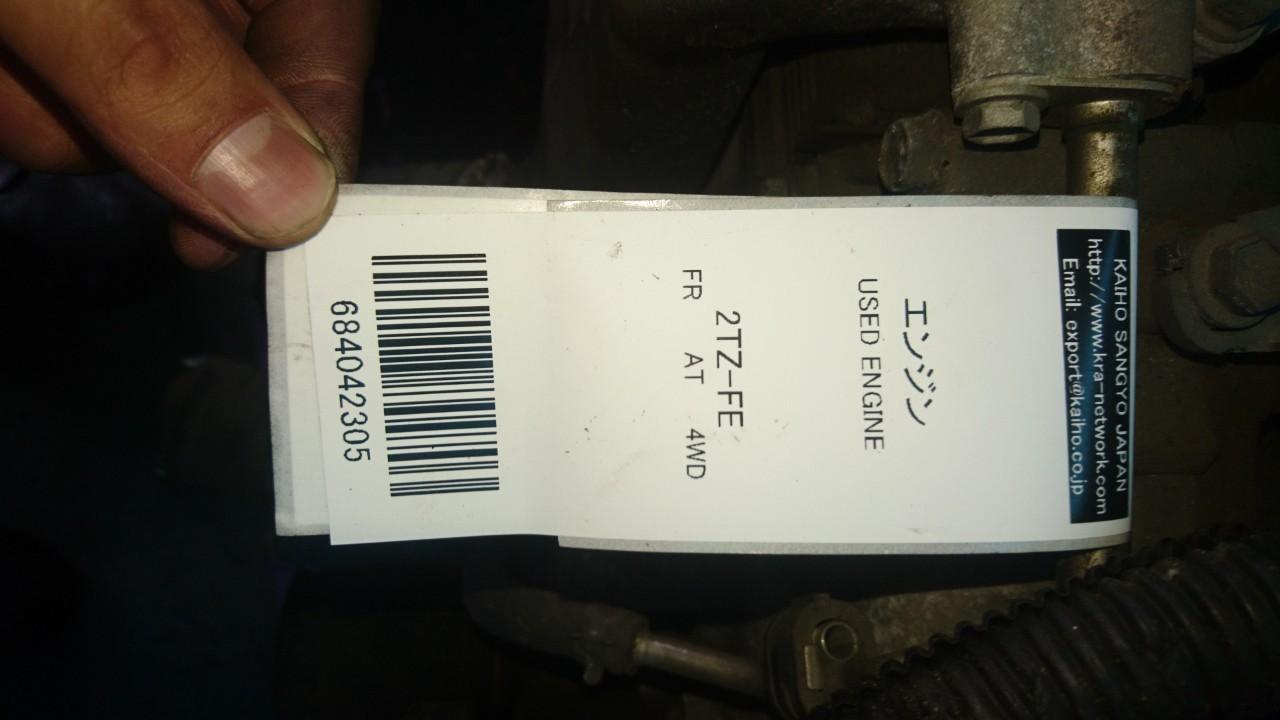 KAIHO SANGYO JAPAN
http://www.kra-network.com
Email: export@kaiho.co.jp
エンジン
USED ENGINE
2TZ-FE
FR AT 4WD
684042305